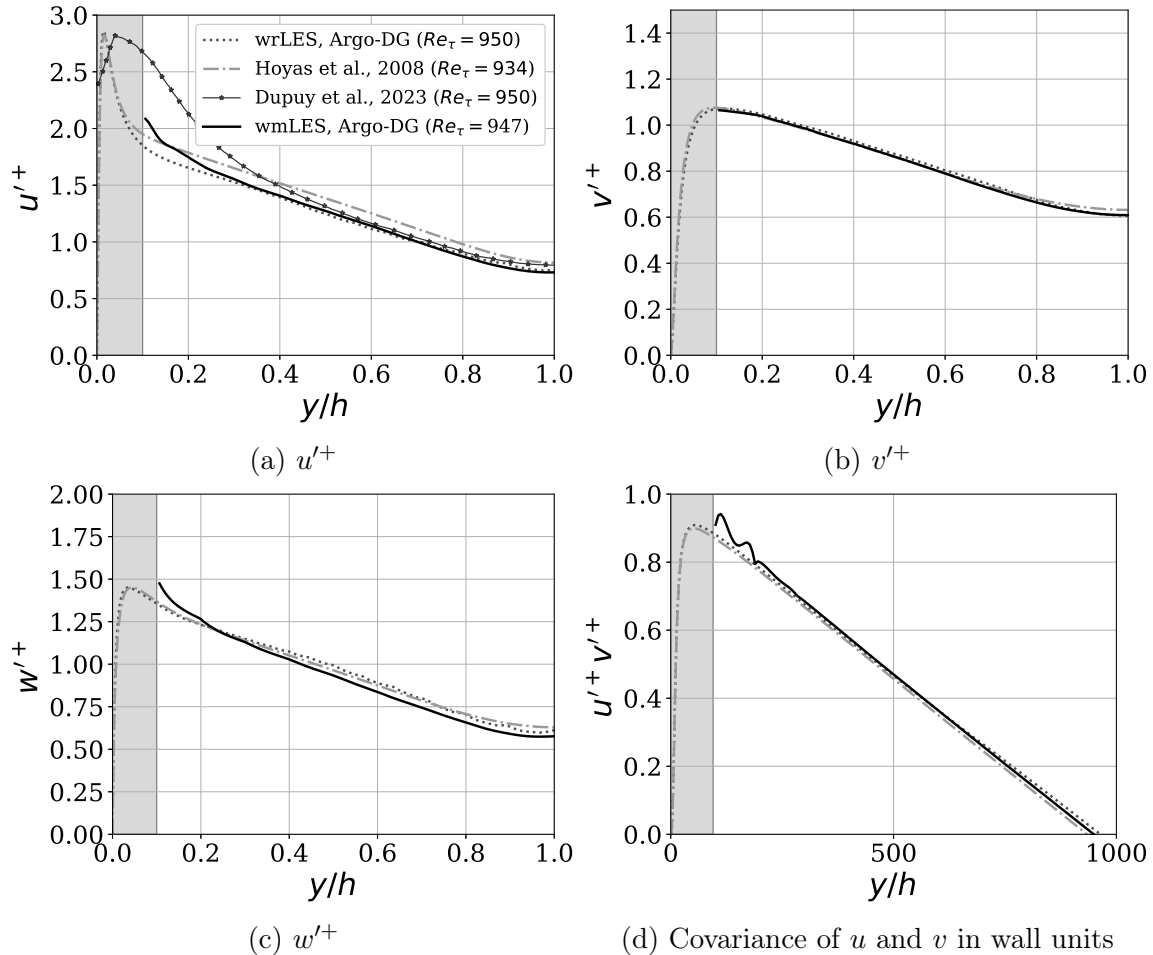 3.0
2.5
2.0
1.5
1.0
0.5
0.0
u′⁺
wrLES, Argo-DG (Reτ = 950)
Hoyas et al., 2008 (Reτ = 934)
Dupuy et al., 2023 (Reτ = 950)
wmLES, Argo-DG (Reτ = 947)
0.0 0.2 0.4 0.6 0.8 1.0
y/h
(a) u′⁺
1.4
1.2
1.0
0.8
0.6
0.4
0.2
0.0
v′⁺
0.0 0.2 0.4 0.6 0.8 1.0
y/h
(b) v′⁺
2.00
1.75
1.50
1.25
1.00
0.75
0.50
0.25
0.00
w′⁺
0.0 0.2 0.4 0.6 0.8 1.0
y/h
(c) w′⁺
1.0
0.8
0.6
0.4
0.2
0.0
u′⁺v′⁺
0 500 1000
y/h
(d) Covariance of u and v in wall units